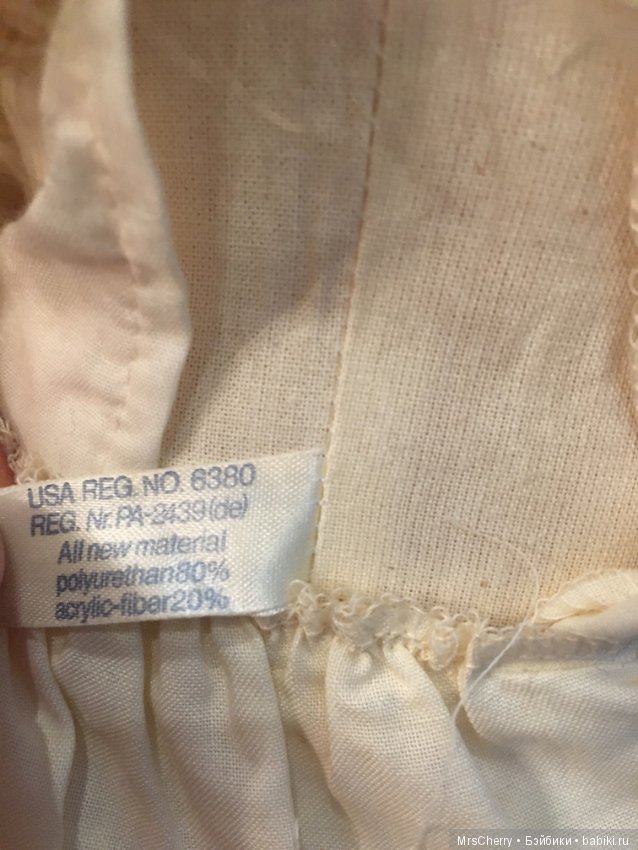 USA REG. NO. 6380
REG. Nr. PA-2439(de)
All new material
polyurethan80%
acrylic-fiber20%
MrsCherry • Бэйбики • babiki.ru